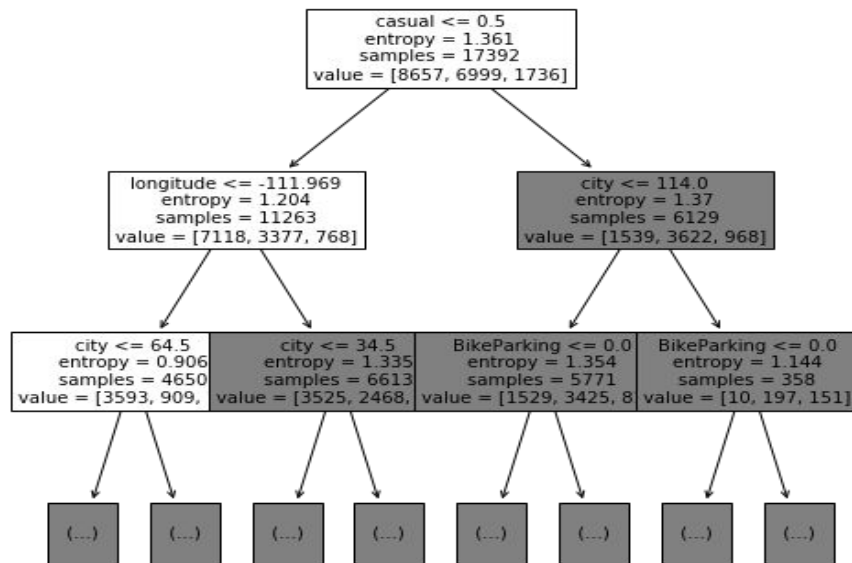 casual <= 0.5
entropy = 1.361
samples = 17392
value = [8657, 6999, 1736]
longitude <= -111.969
entropy = 1.204
samples = 11263
value = [7118, 3377, 768]
city <= 114.0
entropy = 1.37
samples = 6129
value = [1539, 3622, 968]
city <= 64.5
entropy = 0.906
samples = 4650
value = [3593, 909,
city <= 34.5
entropy = 1.335
samples = 6613
value = [3525, 2468,
BikeParking <= 0.0
entropy = 1.354
samples = 5771
value = [1529, 3425, 8
BikeParking <= 0.0
entropy = 1.144
samples = 358
value = [10, 197, 151]
(...)
(...)
(...)
(...)
(...)
(...)
(...)
(...)